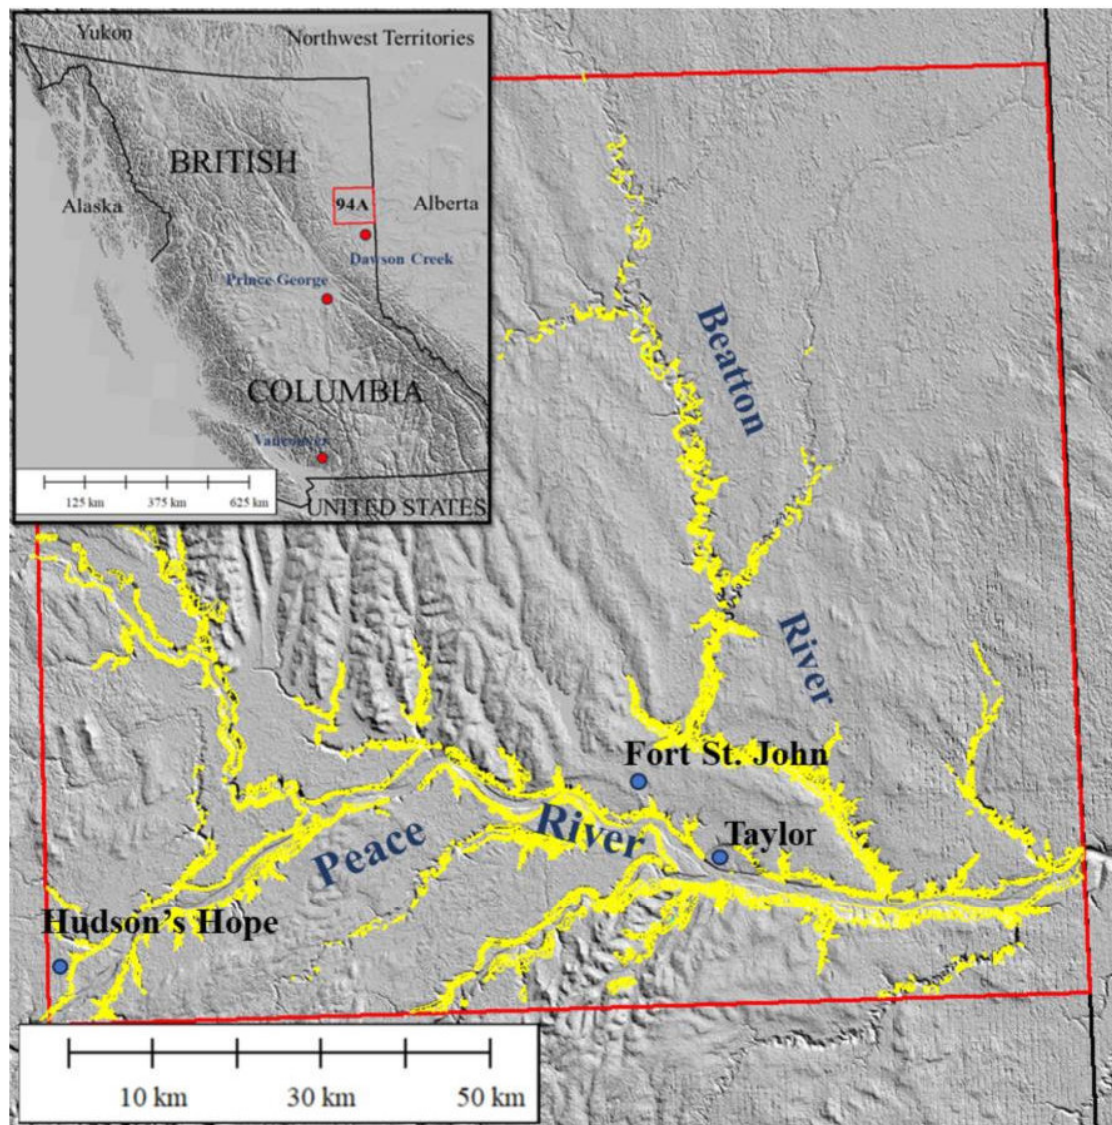 Yukon
Northwest Territories
BRITISH
Alaska
94A
Alberta
Dawson Creek
Prince George
COLUMBIA
Vancouver
125 km 375 km 625 km
UNITED STATES
Beatton
River
Fort St. John
Peace
River
Taylor
Hudson's Hope
10 km 30 km 50 km